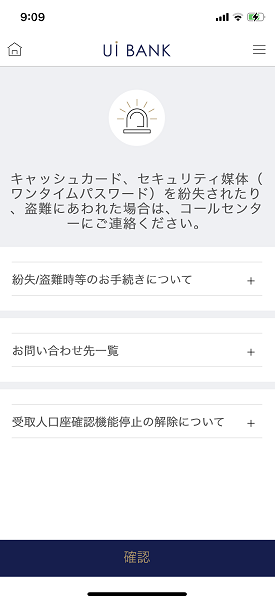 9:09
UI BANK
キャッシュカード、セキュリティ媒体（
ワンタイムパスワード）を紛失されたり
、盗難にあわれた場合は、コールセンタ
ーにご連絡ください。
紛失/盗難時等のお手続きについて +
お問い合わせ先一覧 +
受取人口座確認機能停止の解除について +
確認